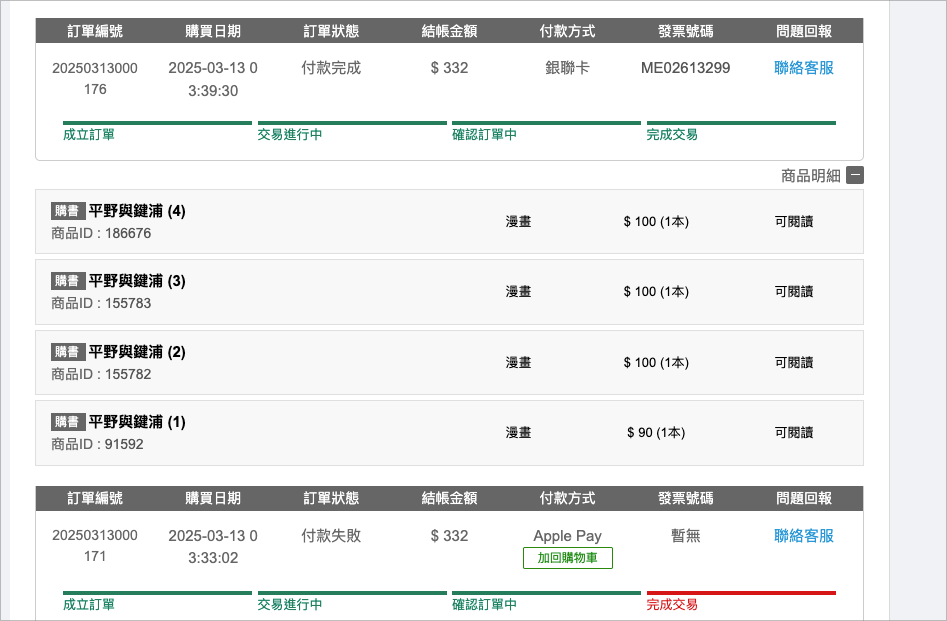 訂單編號 購買日期 訂單狀態 結帳金額 付款方式 發票號碼 問題回報
20250313000 2025-03-13 0 付款完成 $ 332 銀聯卡 ME02613299 聯絡客服
176 3:39:30
成立訂單 交易進行中 確認訂單中 完成交易
商品明細
購書 平野與鍵浦 (4)
商品ID : 186676 漫畫 $ 100 (1本) 可閱讀
購書 平野與鍵浦 (3)
商品ID : 155783 漫畫 $ 100 (1本) 可閱讀
購書 平野與鍵浦 (2)
商品ID : 155782 漫畫 $ 100 (1本) 可閱讀
購書 平野與鍵浦 (1)
商品ID : 91592 漫畫 $ 90 (1本) 可閱讀
訂單編號 購買日期 訂單狀態 結帳金額 付款方式 發票號碼 問題回報
20250313000 2025-03-13 0 付款失敗 $ 332 Apple Pay 暫無 聯絡客服
171 3:33:02 加回購物車
成立訂單 交易進行中 確認訂單中 完成交易